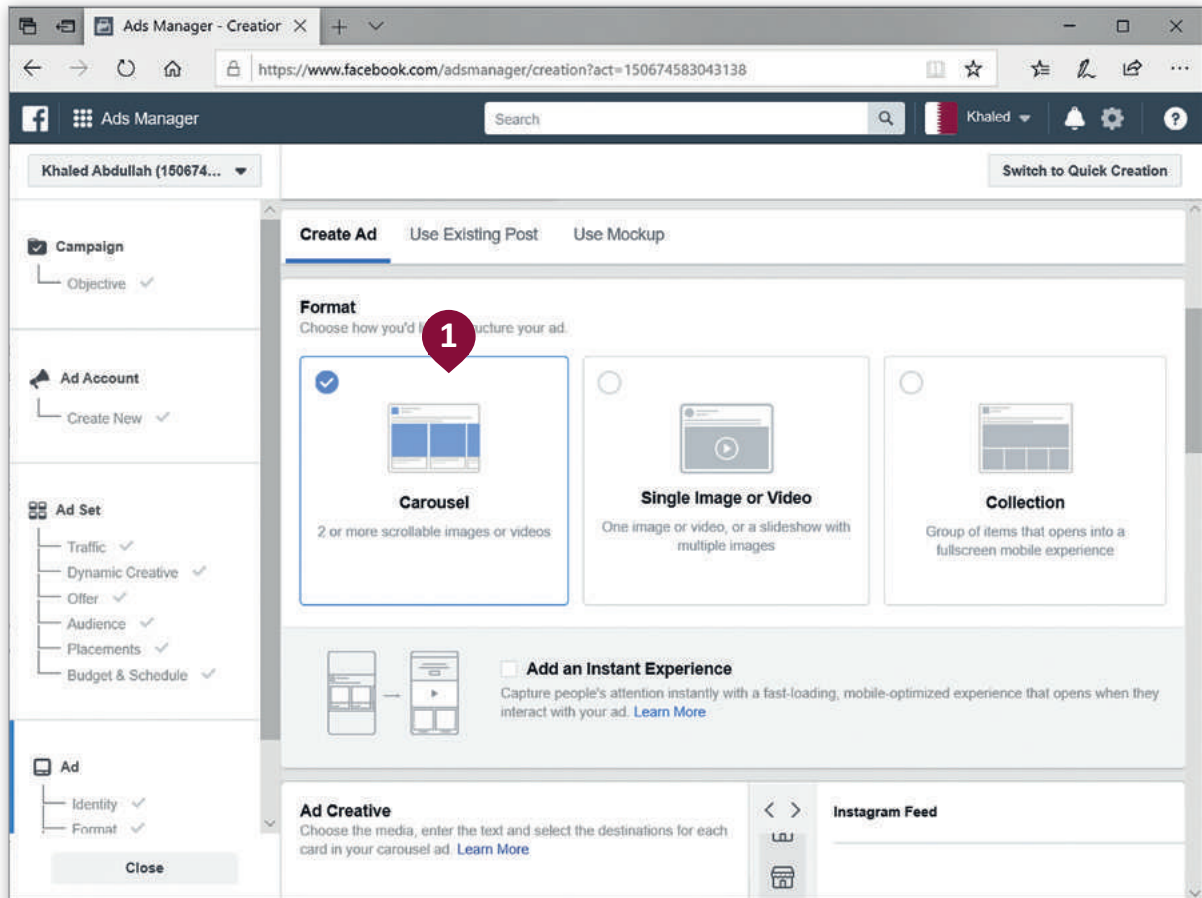 Ads Manager - Creatior
https://www.facebook.com/adsmanager/creation?act=150674583043138
Ads Manager
Search
Khaled
?
Khaled Abdullah (150674...
Switch to Quick Creation
Campaign
Objective
Ad Account
Create New
Ad Set
Traffic
Dynamic Creative
Offer
Audience
Placements
Budget & Schedule
Ad
Identity
Format
Close
Create Ad Use Existing Post Use Mockup
Format
Choose how you'd ucture your ad.
1
Carousel
2 or more scrollable images or videos
Single Image or Video
One image or video, or a slideshow with
multiple images
Collection
Group of items that opens into a
fullscreen mobile experience
Add an Instant Experience
Capture people's attention instantly with a fast-loading, mobile-optimized experience that opens when they
interact with your ad. Learn More
Ad Creative
Choose the media, enter the text and select the destinations for each
card in your carousel ad. Learn More
Instagram Feed